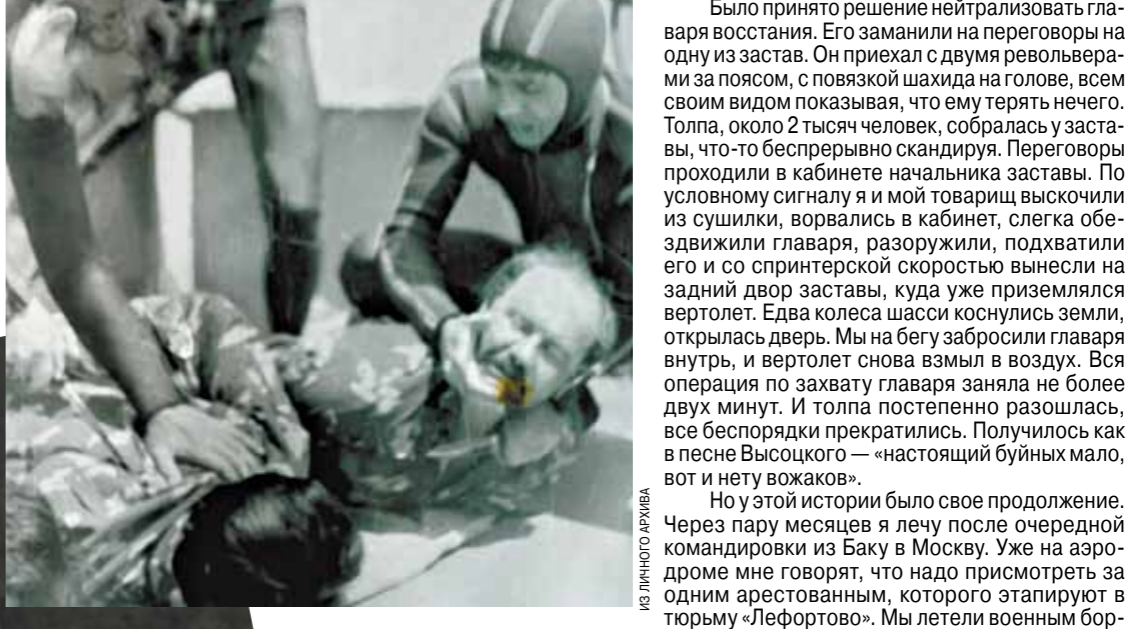 Было принято решение нейтрализовать гла-
варя восстания. Его заманили на переговоры на
одну из застав. Он приехал с двумя револьвера-
ми за поясом, с повязкой шахида на голове, всем
своим видом показывая, что ему терять нечего.
Толпа, около 2 тысяч человек, собралась у заста-
вы, что-то беспрерывно скандируя. Переговоры
проходили в кабинете начальника заставы. По
условному сигналу я и мой товарищ выскочили
из сушилки, ворвались в кабинет, слегка обе-
здвижили главаря, разоружили, подхватили
его и со спринтерской скоростью вынесли на
задний двор заставы, куда уже приземлялся
вертолет. Едва колеса шасси коснулись земли,
открылась дверь. Мы на бегу забросили главаря
внутрь, и вертолет снова взмыл в воздух. Вся
операция по захвату главаря заняла не более
двух минут. И толпа постепенно разошлась,
все беспорядки прекратились. Получилось как
в песне Высоцкого — «настоящий буйных мало,
вот и нету вожаков».
Но у этой истории было свое продолжение.
Через пару месяцев я лечу после очередной
командировки из Баку в Москву. Уже на аэро-
дроме мне говорят, что надо присмотреть за
одним арестованным, которого этапируют в
тюрьму «Лефортово». Мы летели военным бор-
ИЗ ЛИЧНОГО АРХИВА